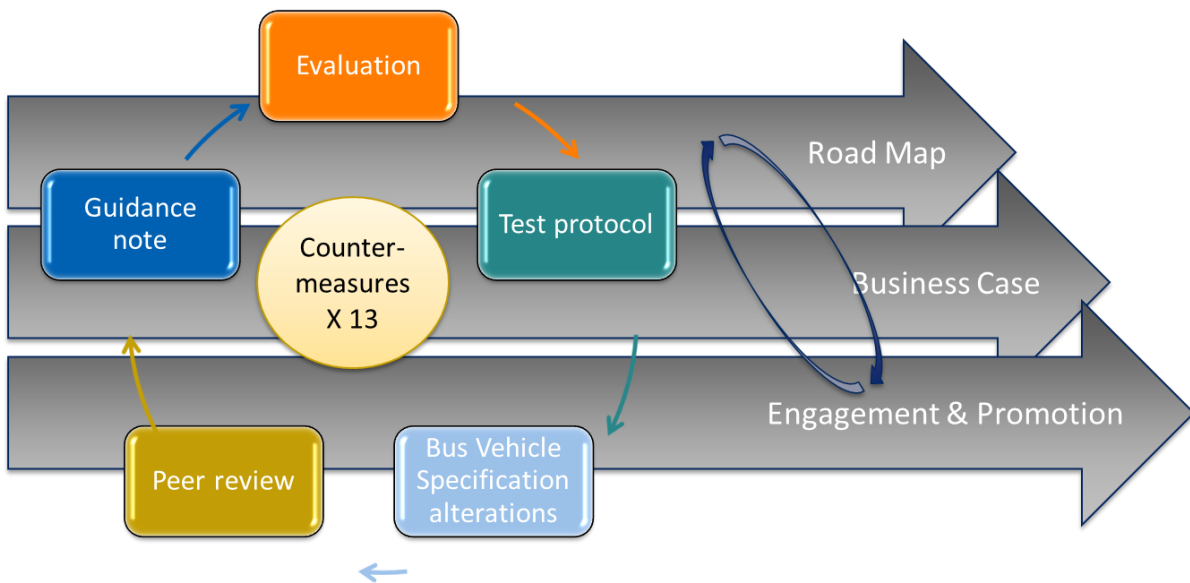 Evaluation
Road Map
Guidance
note
Test protocol
Counter-
measures
X 13
Business Case
Engagement & Promotion
Peer review
Bus Vehicle
Specification
alterations